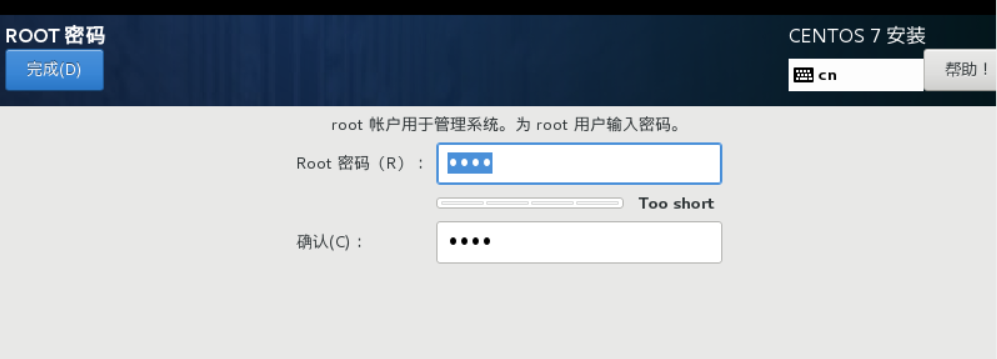 ROOT 密码
CENTOS 7 安装
完成(D)
cn
帮助！
root 帐户用于管理系统。为 root 用户输入密码。
Root 密码（R）：
••••
Too short
确认(C)：
••••